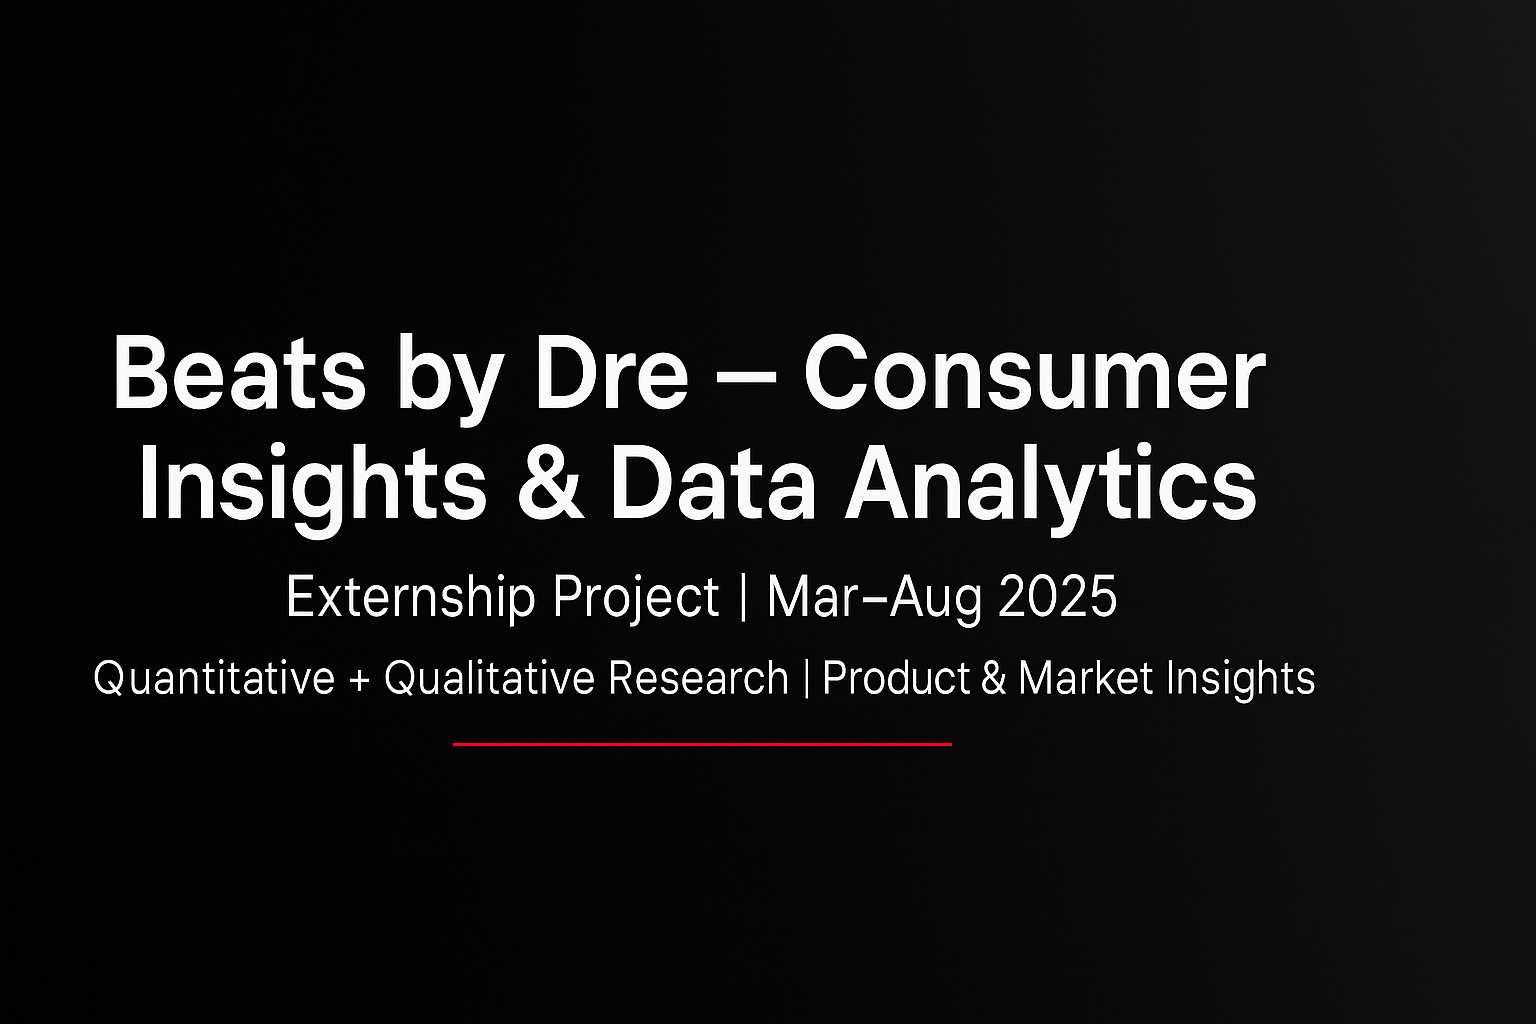 Beats by Dre – Consumer
Insights & Data Analytics
Externship Project | Mar–Aug 2025
Quantitative + Qualitative Research | Product & Market Insights